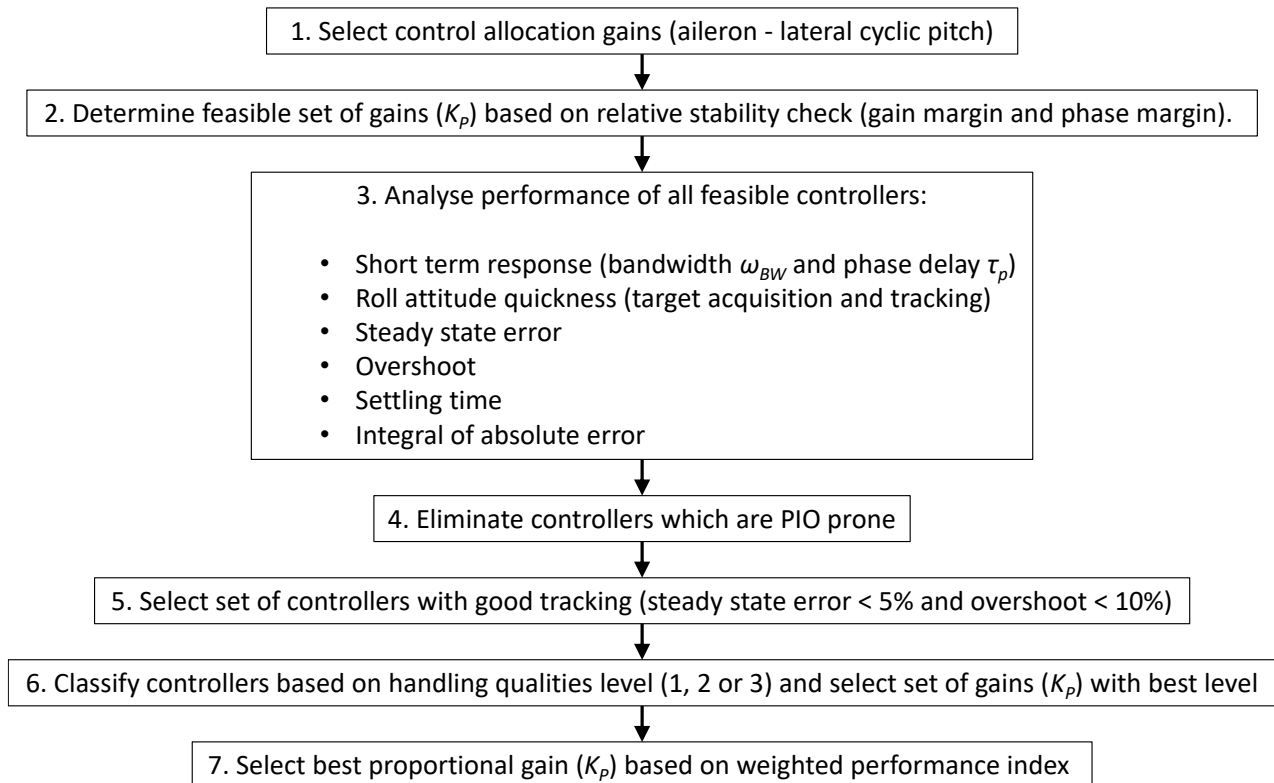 1. Select control allocation gains (aileron - lateral cyclic pitch)
2. Determine feasible set of gains (K_P) based on relative stability check (gain margin and phase margin).
3. Analyse performance of all feasible controllers:
• Short term response (bandwidth ω_BW and phase delay τ_p)
• Roll attitude quickness (target acquisition and tracking)
• Steady state error
• Overshoot
• Settling time
• Integral of absolute error
4. Eliminate controllers which are PIO prone
5. Select set of controllers with good tracking (steady state error < 5% and overshoot < 10%)
6. Classify controllers based on handling qualities level (1, 2 or 3) and select set of gains (K_P) with best level
7. Select best proportional gain (K_P) based on weighted performance index